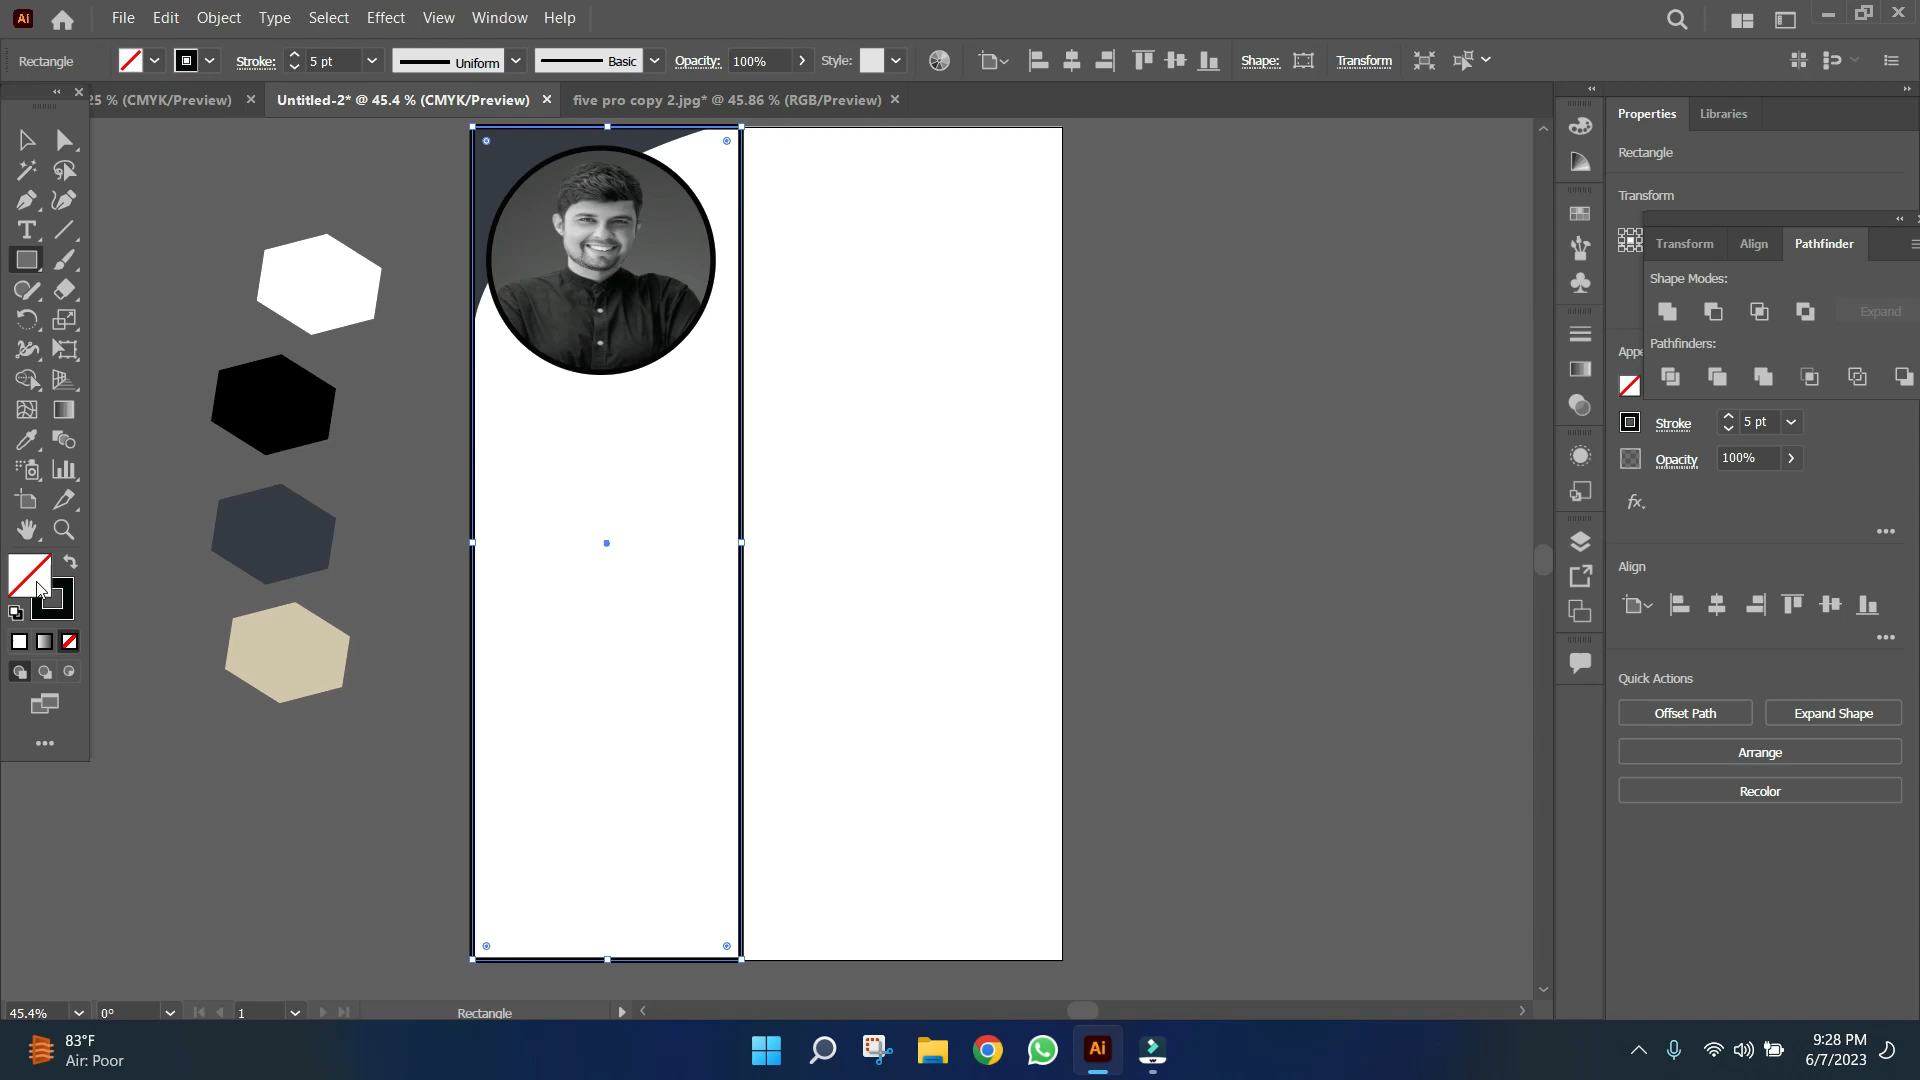 Ai File Edit Object Type Select Effect View Window Help
Rectangle Stroke: 5 pt Uniform Basic Opacity: 100% Style: Shape: Transform
25 % (CMYK/Preview) × Untitled-2* @ 45.4 % (CMYK/Preview) × five pro copy 2.jpg* @ 45.86 % (RGB/Preview) ×
Properties Libraries
Rectangle
Transform
Transform Align Pathfinder
Shape Modes:
Expand
Pathfinders:
Appe
Stroke 5 pt
Opacity 100%
fx.
Align
Quick Actions
Offset Path Expand Shape
Arrange
Recolor
45.4% 0° 1 Rectangle
83°F
Air: Poor
Ai
9:28 PM
6/7/2023